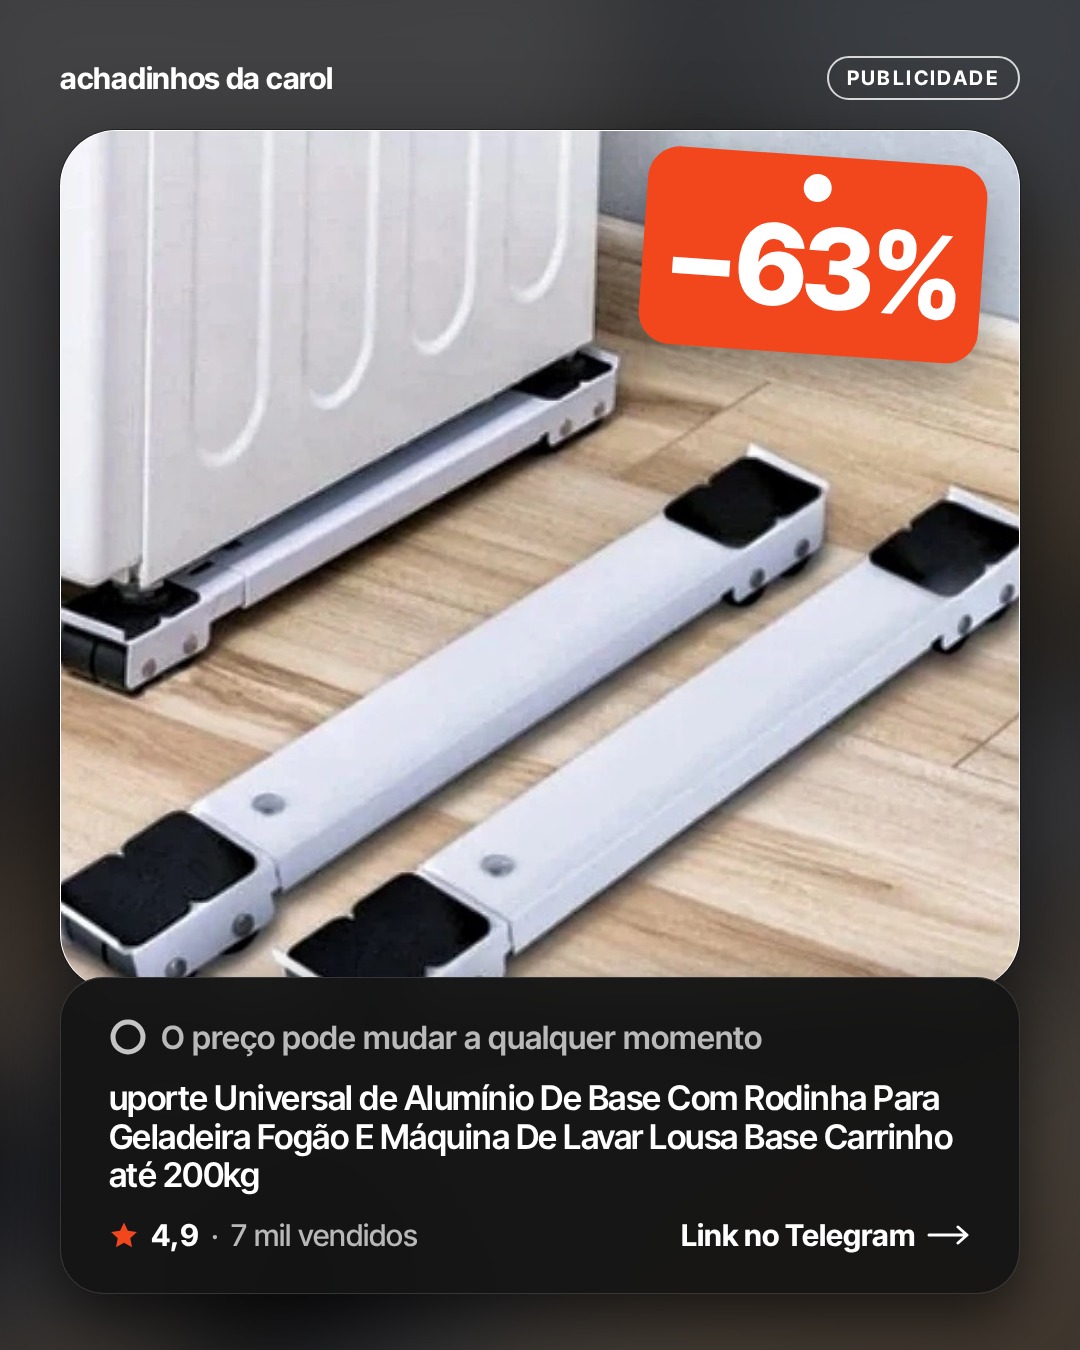 achadinhos da carol
PUBLICIDADE
−63%
O preço pode mudar a qualquer momento
uporte Universal de Alumínio De Base Com Rodinha Para
Geladeira Fogão E Máquina De Lavar Lousa Base Carrinho
até 200kg
4,9 · 7 mil vendidos
Link no Telegram →